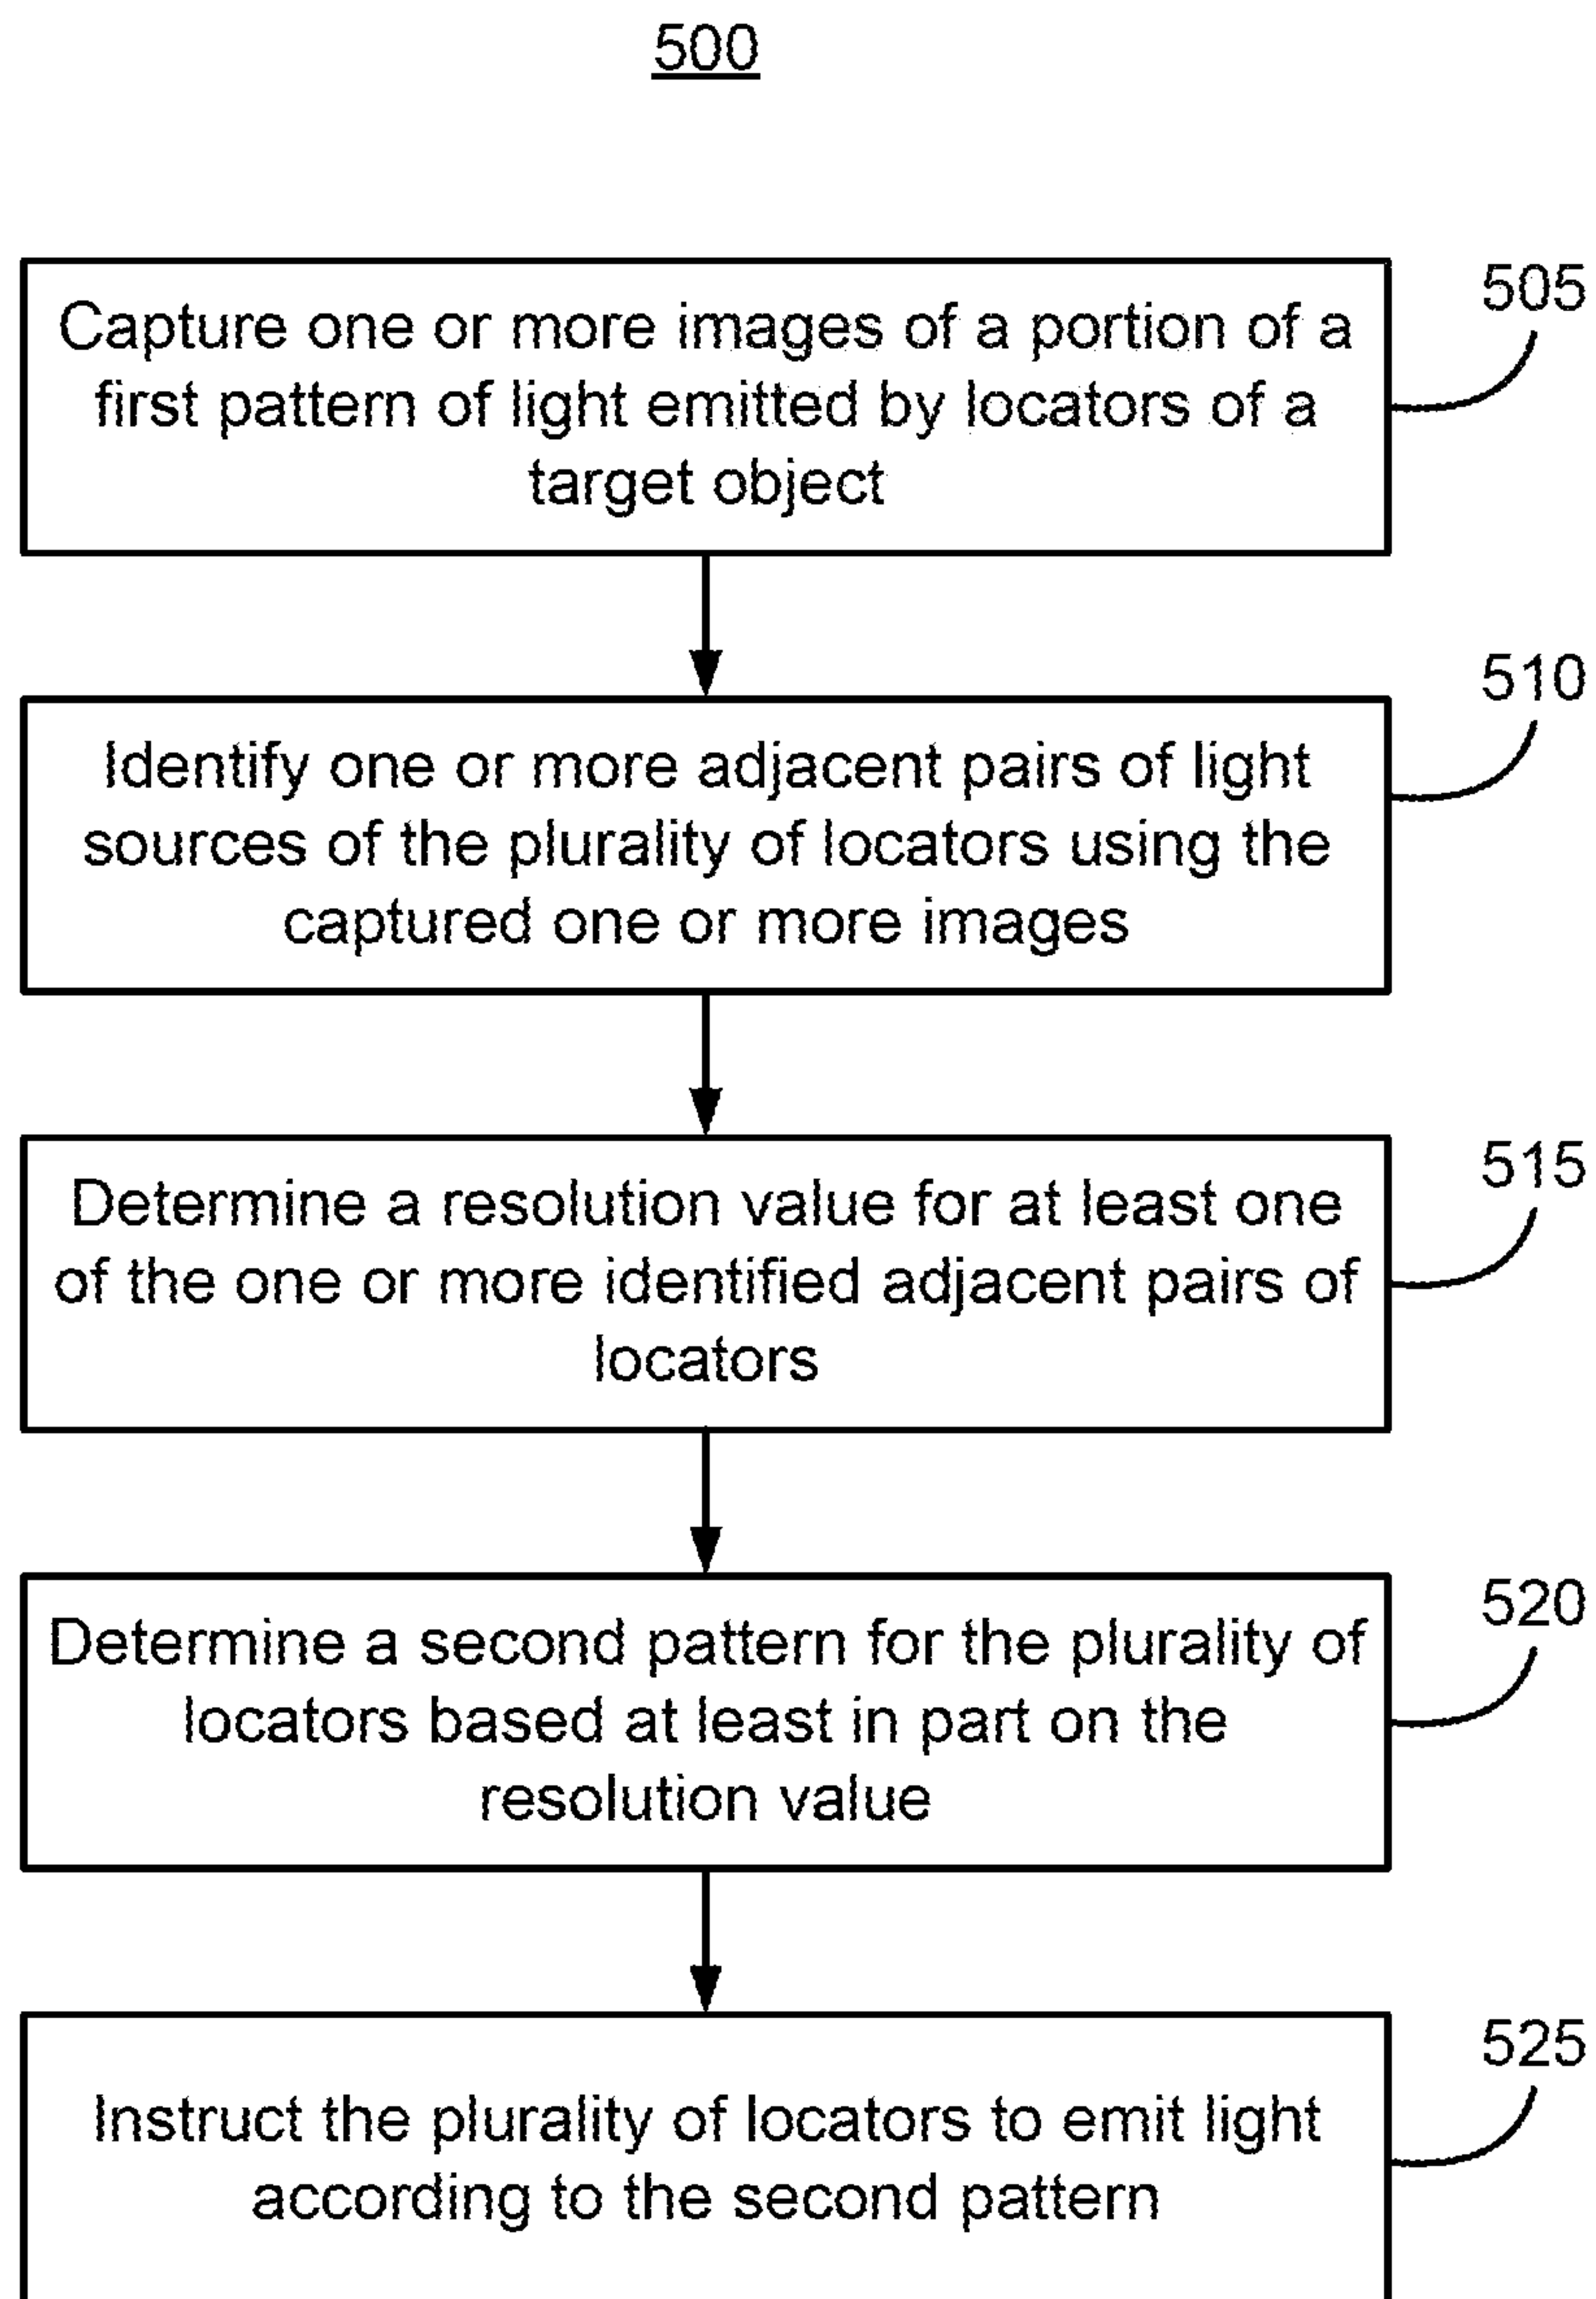 500
505
Capture one or more images of a portion of a
first pattern of light emitted by locators of a
target object
510
Identify one or more adjacent pairs of light
sources of the plurality of locators using the
captured one or more images
515
Determine a resolution value for at least one
of the one or more identified adjacent pairs of
locators
520
Determine a second pattern for the plurality of
locators based at least in part on the
resolution value
525
Instruct the plurality of locators to emit light
according to the second pattern